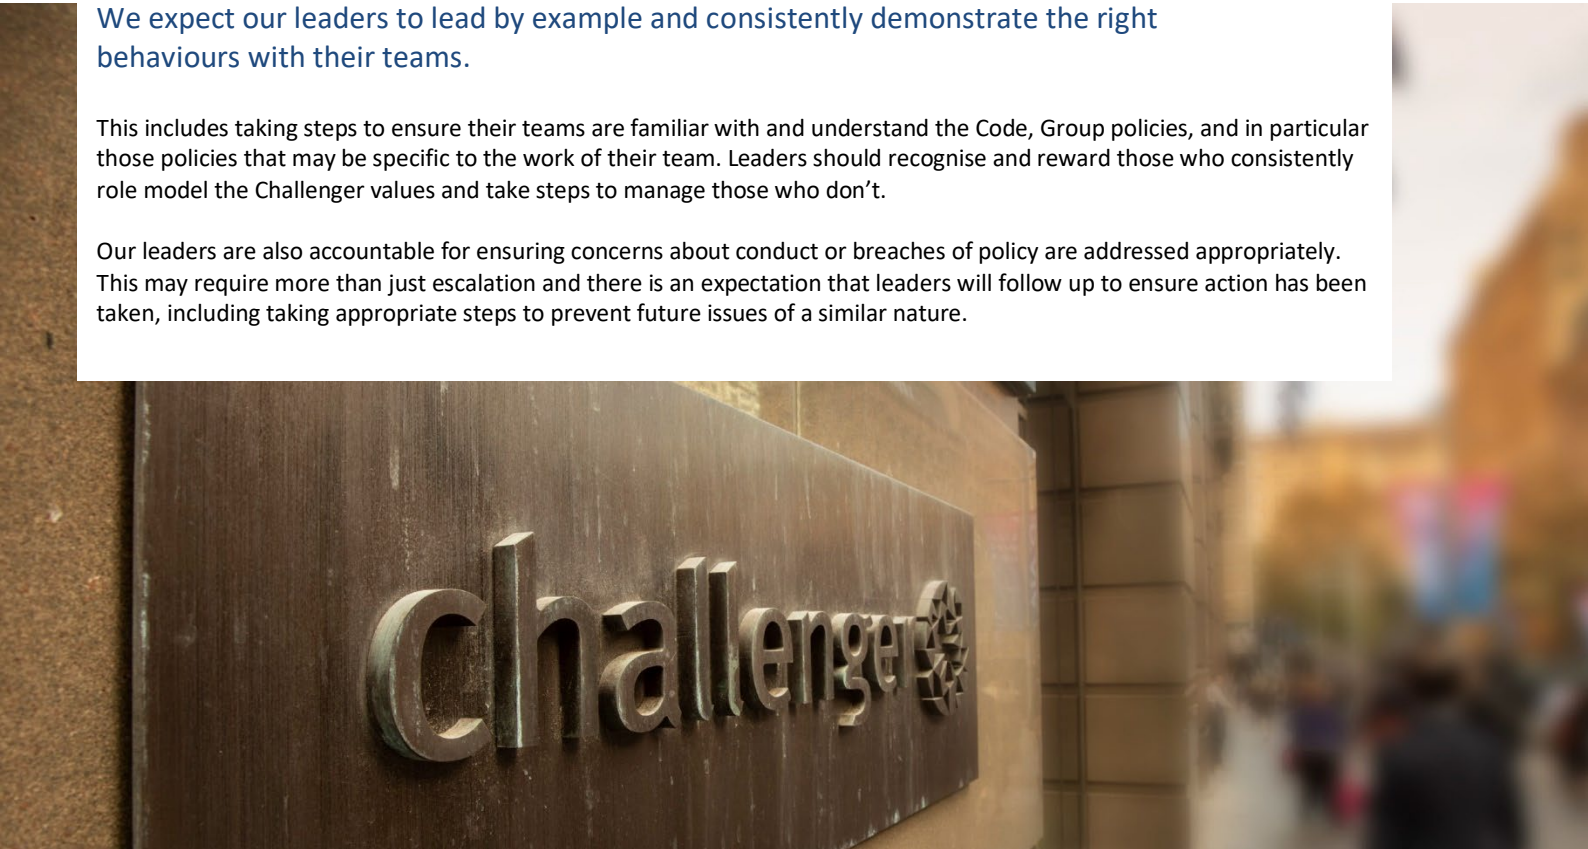 We expect our leaders to lead by example and consistently demonstrate the right
behaviours with their teams.
This includes taking steps to ensure their teams are familiar with and understand the Code, Group policies, and in particular
those policies that may be specific to the work of their team. Leaders should recognise and reward those who consistently
role model the Challenger values and take steps to manage those who don’t.
Our leaders are also accountable for ensuring concerns about conduct or breaches of policy are addressed appropriately.
This may require more than just escalation and there is an expectation that leaders will follow up to ensure action has been
taken, including taking appropriate steps to prevent future issues of a similar nature.
challenger